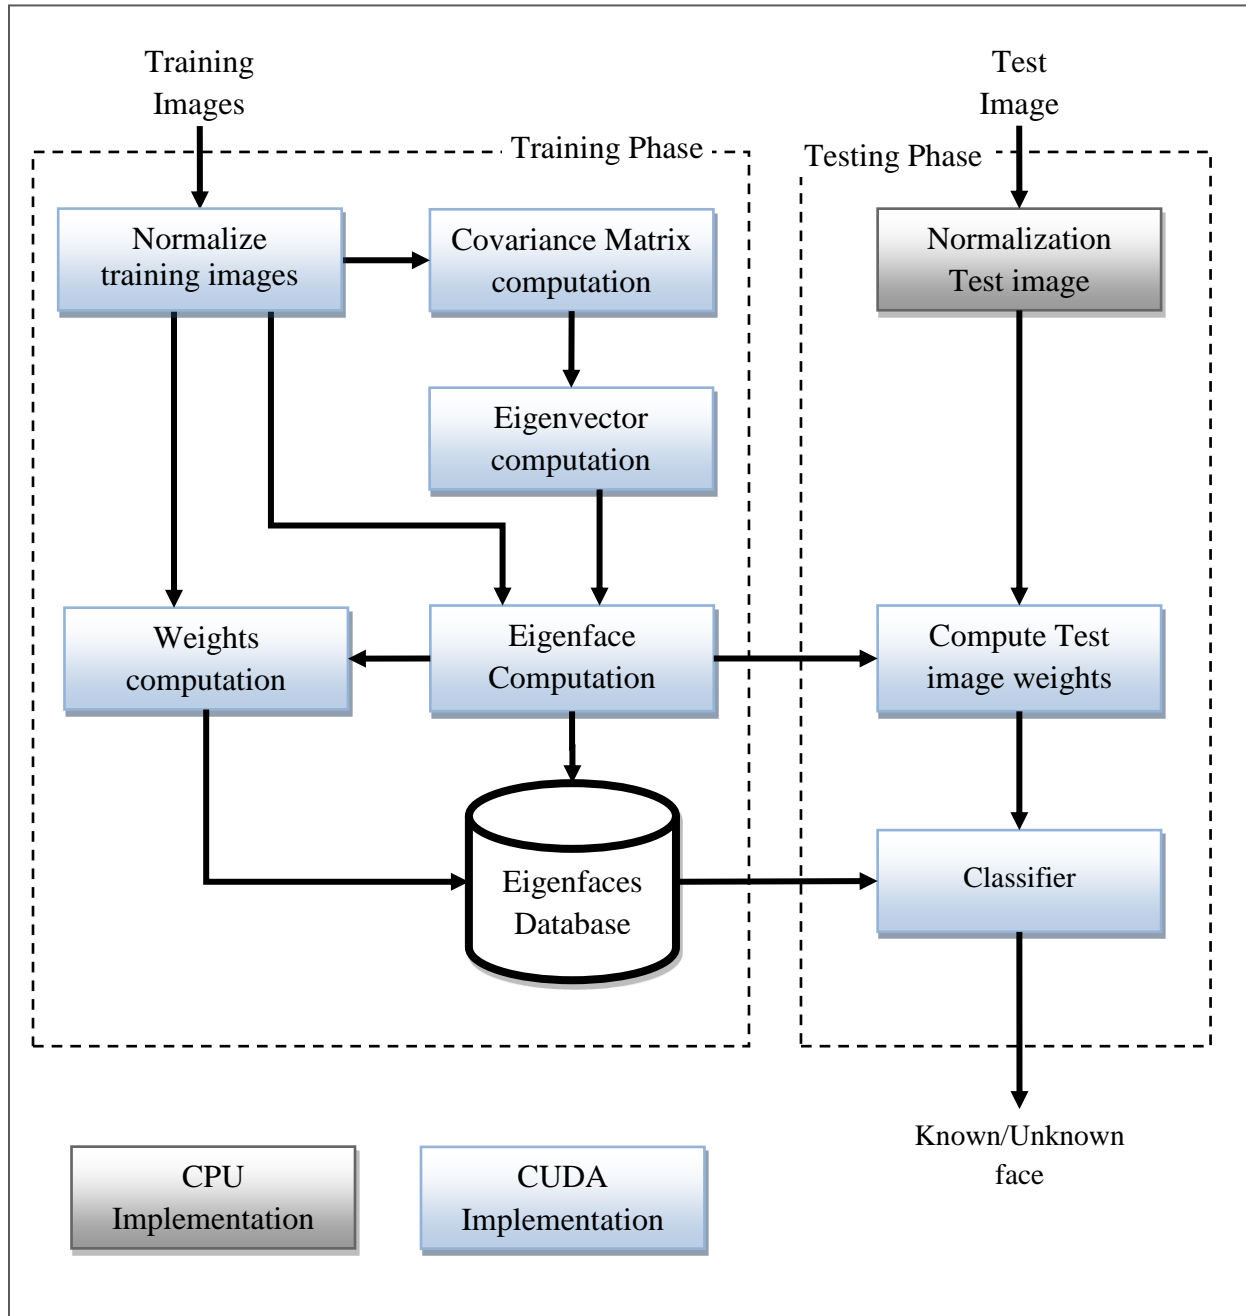 Training
Images
Test
Image
Training Phase
Testing Phase
Normalize
training images
Covariance Matrix
computation
Normalization
Test image
Eigenvector
computation
Weights
computation
Eigenface
Computation
Compute Test
image weights
Eigenfaces
Database
Classifier
Known/Unknown
face
CPU
Implementation
CUDA
Implementation